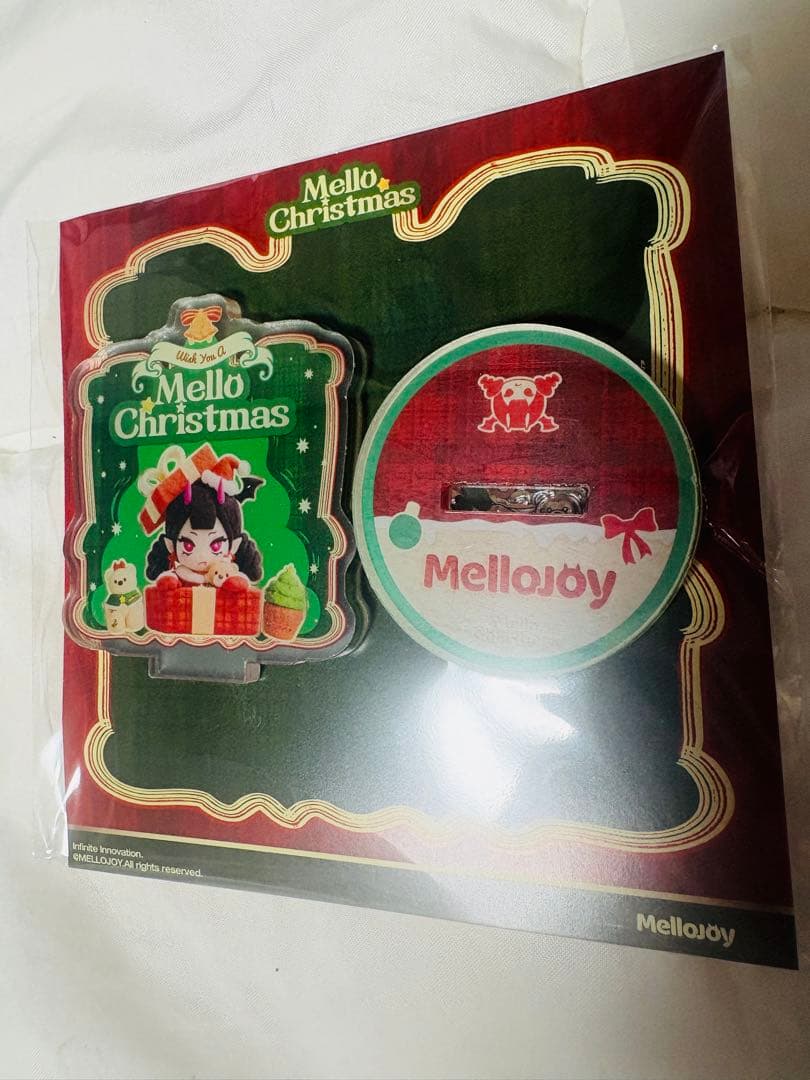 Mello
Christmas
Wish You A
Mello
Christmas
Mellojoy
Infinite Innovation.
©MELLOJOY.All rights reserved.
Mellojoy